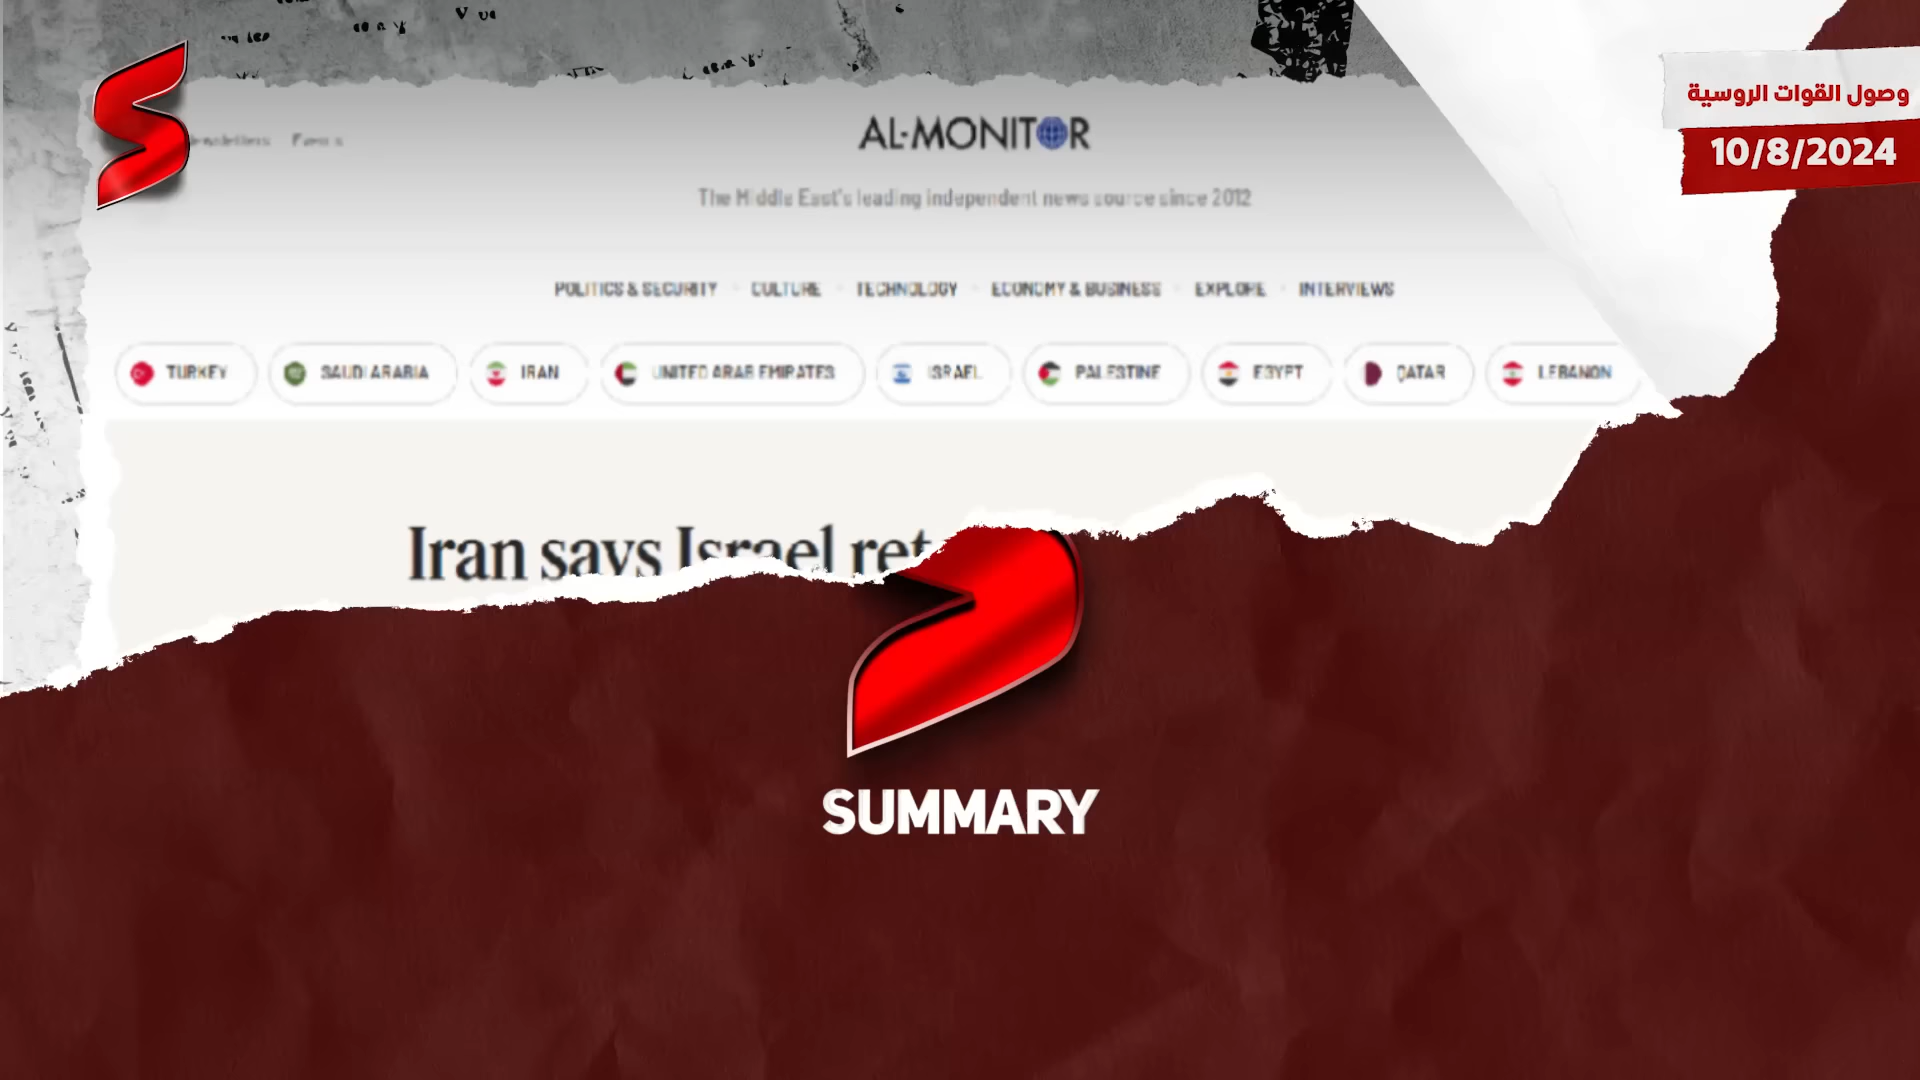 وصول القوات الروسية
10/8/2024
AL-MONITOR
The Middle East's leading independent news source since 2012
POLITICS & SECURITY
CULTURE
TECHNOLOGY
ECONOMY & BUSINESS
EXPLORE
INTERVIEWS
TURKEY
SAUDI ARABIA
IRAN
UNITED ARAB EMIRATES
ISRAEL
PALESTINE
EGYPT
QATAR
LEBANON
Iran says Israel ret
SUMMARY